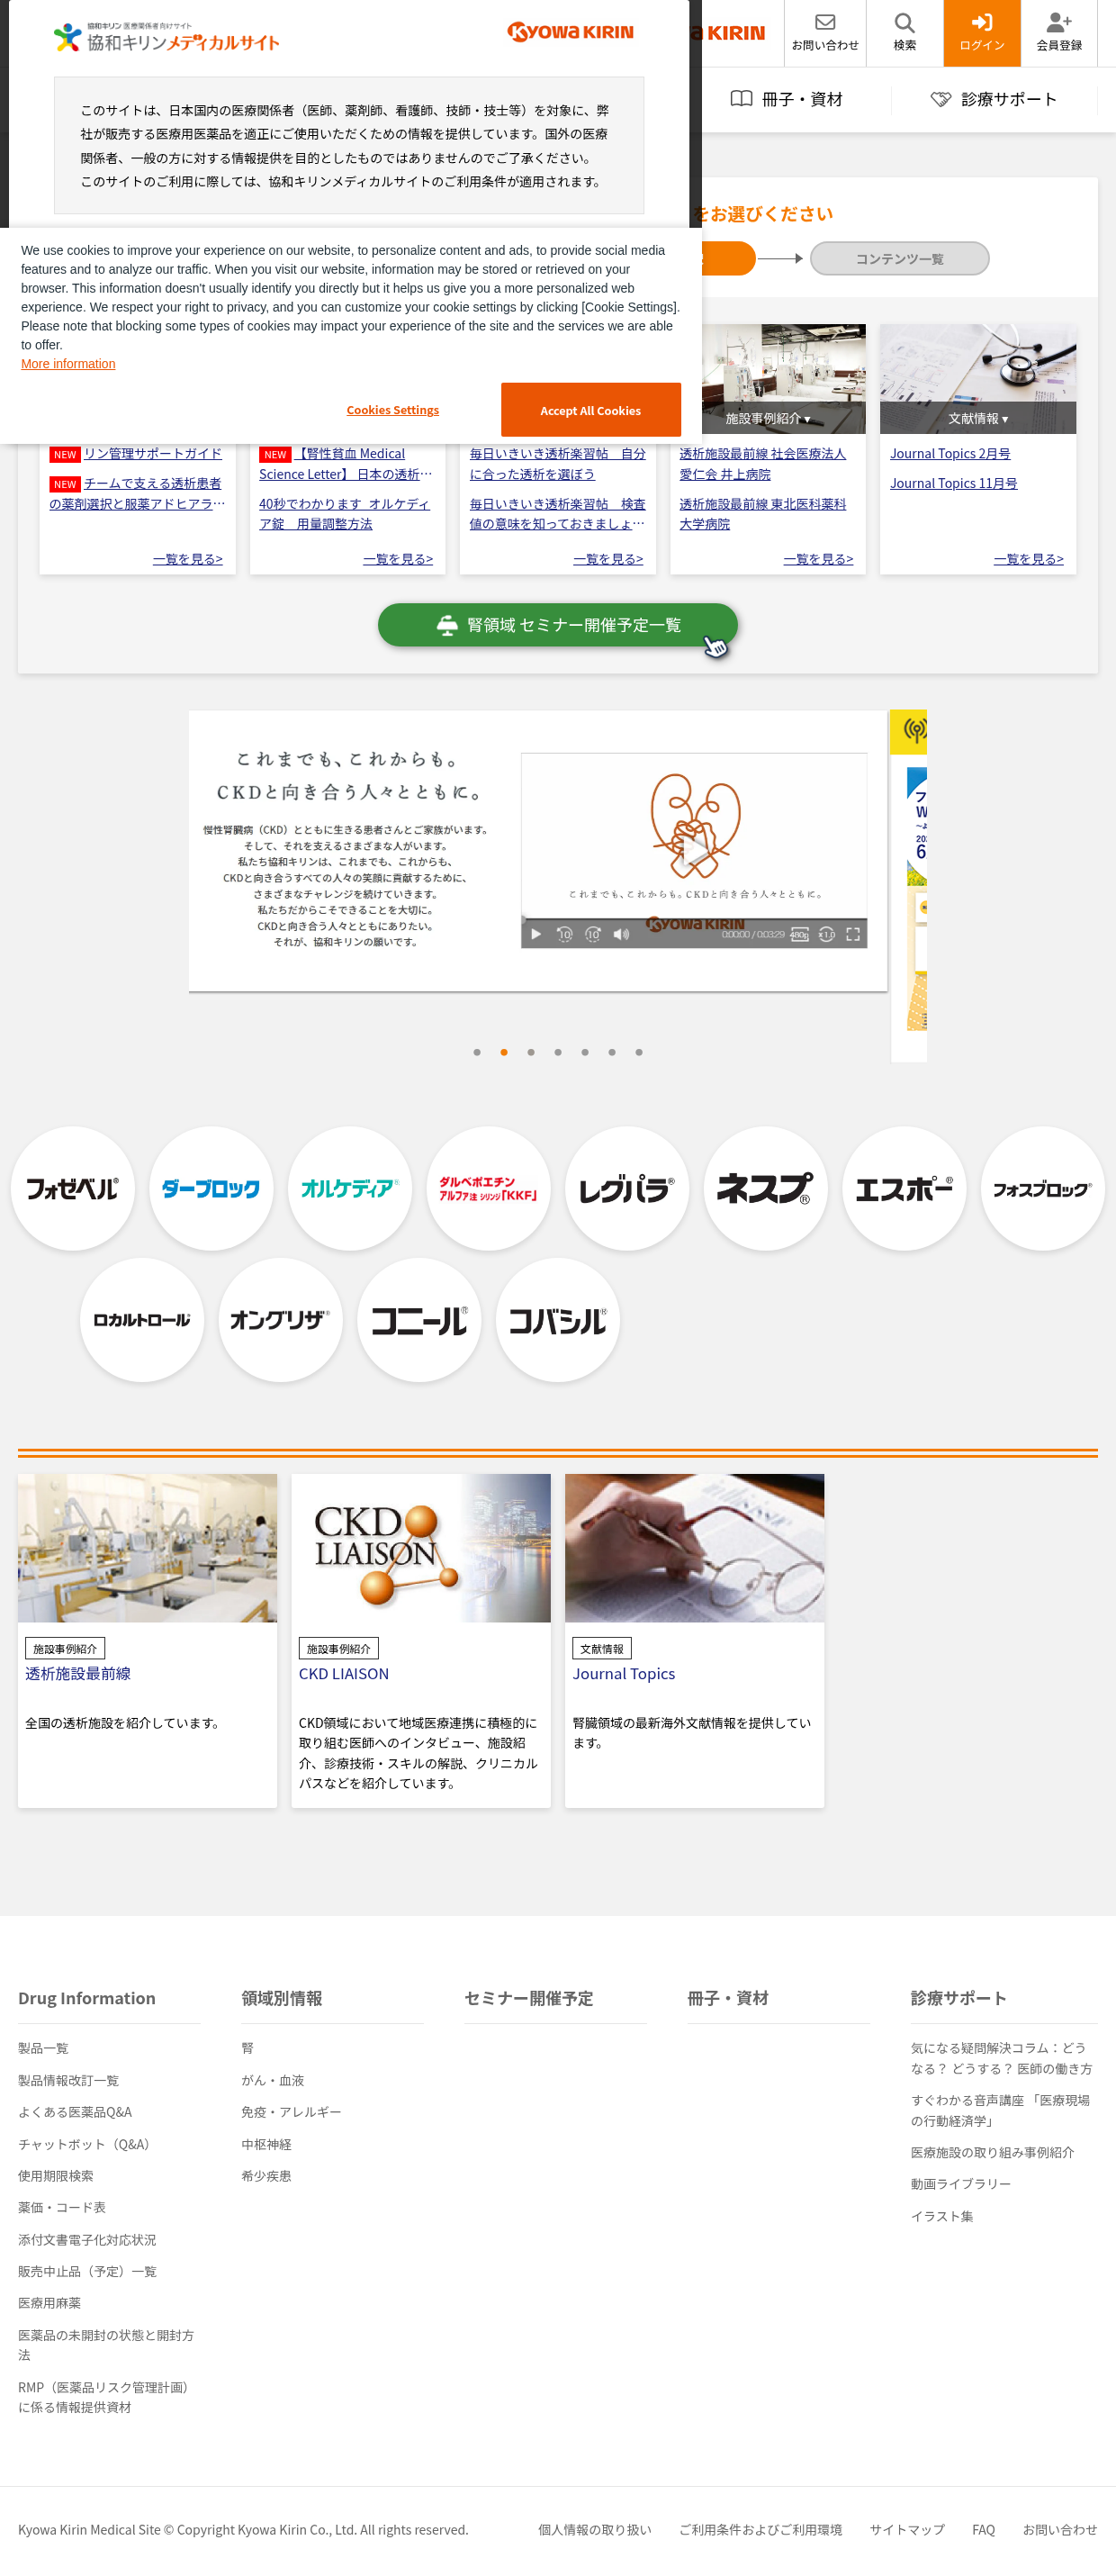 協和キリン 医療関係者向けサイト
協和キリンメディカルサイト
KYOWA KIRIN
KIRIN
お問い合わせ
検索
ログイン
会員登録
冊子・資材
診療サポート
このサイトは、日本国内の医療関係者（医師、薬剤師、看護師、技師・技士等）を対象に、弊
社が販売する医療用医薬品を適正にご使用いただくための情報を提供しています。国外の医療
関係者、一般の方に対する情報提供を目的としたものではありませんのでご了承ください。
このサイトのご利用に際しては、協和キリンメディカルサイトのご利用条件が適用されます。
をお選びください
コンテンツ一覧
We use cookies to improve your experience on our website, to personalize content and ads, to provide social media
features and to analyze our traffic. When you visit our website, information may be stored or retrieved on your
browser. This information doesn't usually identify you directly but it helps us give you a more personalized web
experience. We respect your right to privacy, and you can customize your cookie settings by clicking [Cookie Settings].
Please note that blocking some types of cookies may impact your experience of the site and the services we are able
to offer.
More information
Cookies Settings
Accept All Cookies
施設事例紹介 ▾
文献情報 ▾
NEW リン管理サポートガイド
NEW チームで支える透析患者
の薬剤選択と服薬アドヒアラ…
一覧を見る>
NEW 【腎性貧血 Medical
Science Letter】 日本の透析…
40秒でわかります オルケディ
ア錠 用量調整方法
一覧を見る>
毎日いきいき透析楽習帖 自分
に合った透析を選ぼう
毎日いきいき透析楽習帖 検査
値の意味を知っておきましょ…
一覧を見る>
透析施設最前線 社会医療法人
愛仁会 井上病院
透析施設最前線 東北医科薬科
大学病院
一覧を見る>
Journal Topics 2月号
Journal Topics 11月号
一覧を見る>
腎領域 セミナー開催予定一覧
これまでも、これからも。
CKDと向き合う人々とともに。
慢性腎臓病（CKD）とともに生きる患者さんとご家族がいます。
そして、それを支えるさまざまな人がいます。
私たち協和キリンは、これまでも、これからも、
CKDと向き合うすべての人々の笑顔に貢献するために、
さまざまなチャレンジを続けていきます。
私たちだからこそできることを大切に。
CKDと向き合う人々とともにありたい。
それが、協和キリンの願いです。
これまでも、これからも。CKDと向き合う人々とともに。
KYOWA KIRIN
10
10
0:00:00 / 0:03:29
480p
×1.0
フォゼベル®
ダーブロック
オルケディア®
ダルベポエチン
アルファ注 シリンジ「KKF」
レグパラ®
ネスプ®
エスポー®
フォスブロック®
ロカルトロール®
オングリザ®
コニール®
コバシル®
CKD
LIAISON
施設事例紹介
透析施設最前線
全国の透析施設を紹介しています。
施設事例紹介
CKD LIAISON
CKD領域において地域医療連携に積極的に
取り組む医師へのインタビュー、施設紹
介、診療技術・スキルの解説、クリニカル
パスなどを紹介しています。
文献情報
Journal Topics
腎臓領域の最新海外文献情報を提供してい
ます。
Drug Information
製品一覧
製品情報改訂一覧
よくある医薬品Q&A
チャットボット（Q&A）
使用期限検索
薬価・コード表
添付文書電子化対応状況
販売中止品（予定）一覧
医療用麻薬
医薬品の未開封の状態と開封方
法
RMP（医薬品リスク管理計画）
に係る情報提供資材
領域別情報
腎
がん・血液
免疫・アレルギー
中枢神経
希少疾患
セミナー開催予定
冊子・資材
診療サポート
気になる疑問解決コラム：どう
なる？ どうする？ 医師の働き方
すぐわかる音声講座 「医療現場
の行動経済学」
医療施設の取り組み事例紹介
動画ライブラリー
イラスト集
Kyowa Kirin Medical Site © Copyright Kyowa Kirin Co., Ltd. All rights reserved.
個人情報の取り扱い
ご利用条件およびご利用環境
サイトマップ
FAQ
お問い合わせ